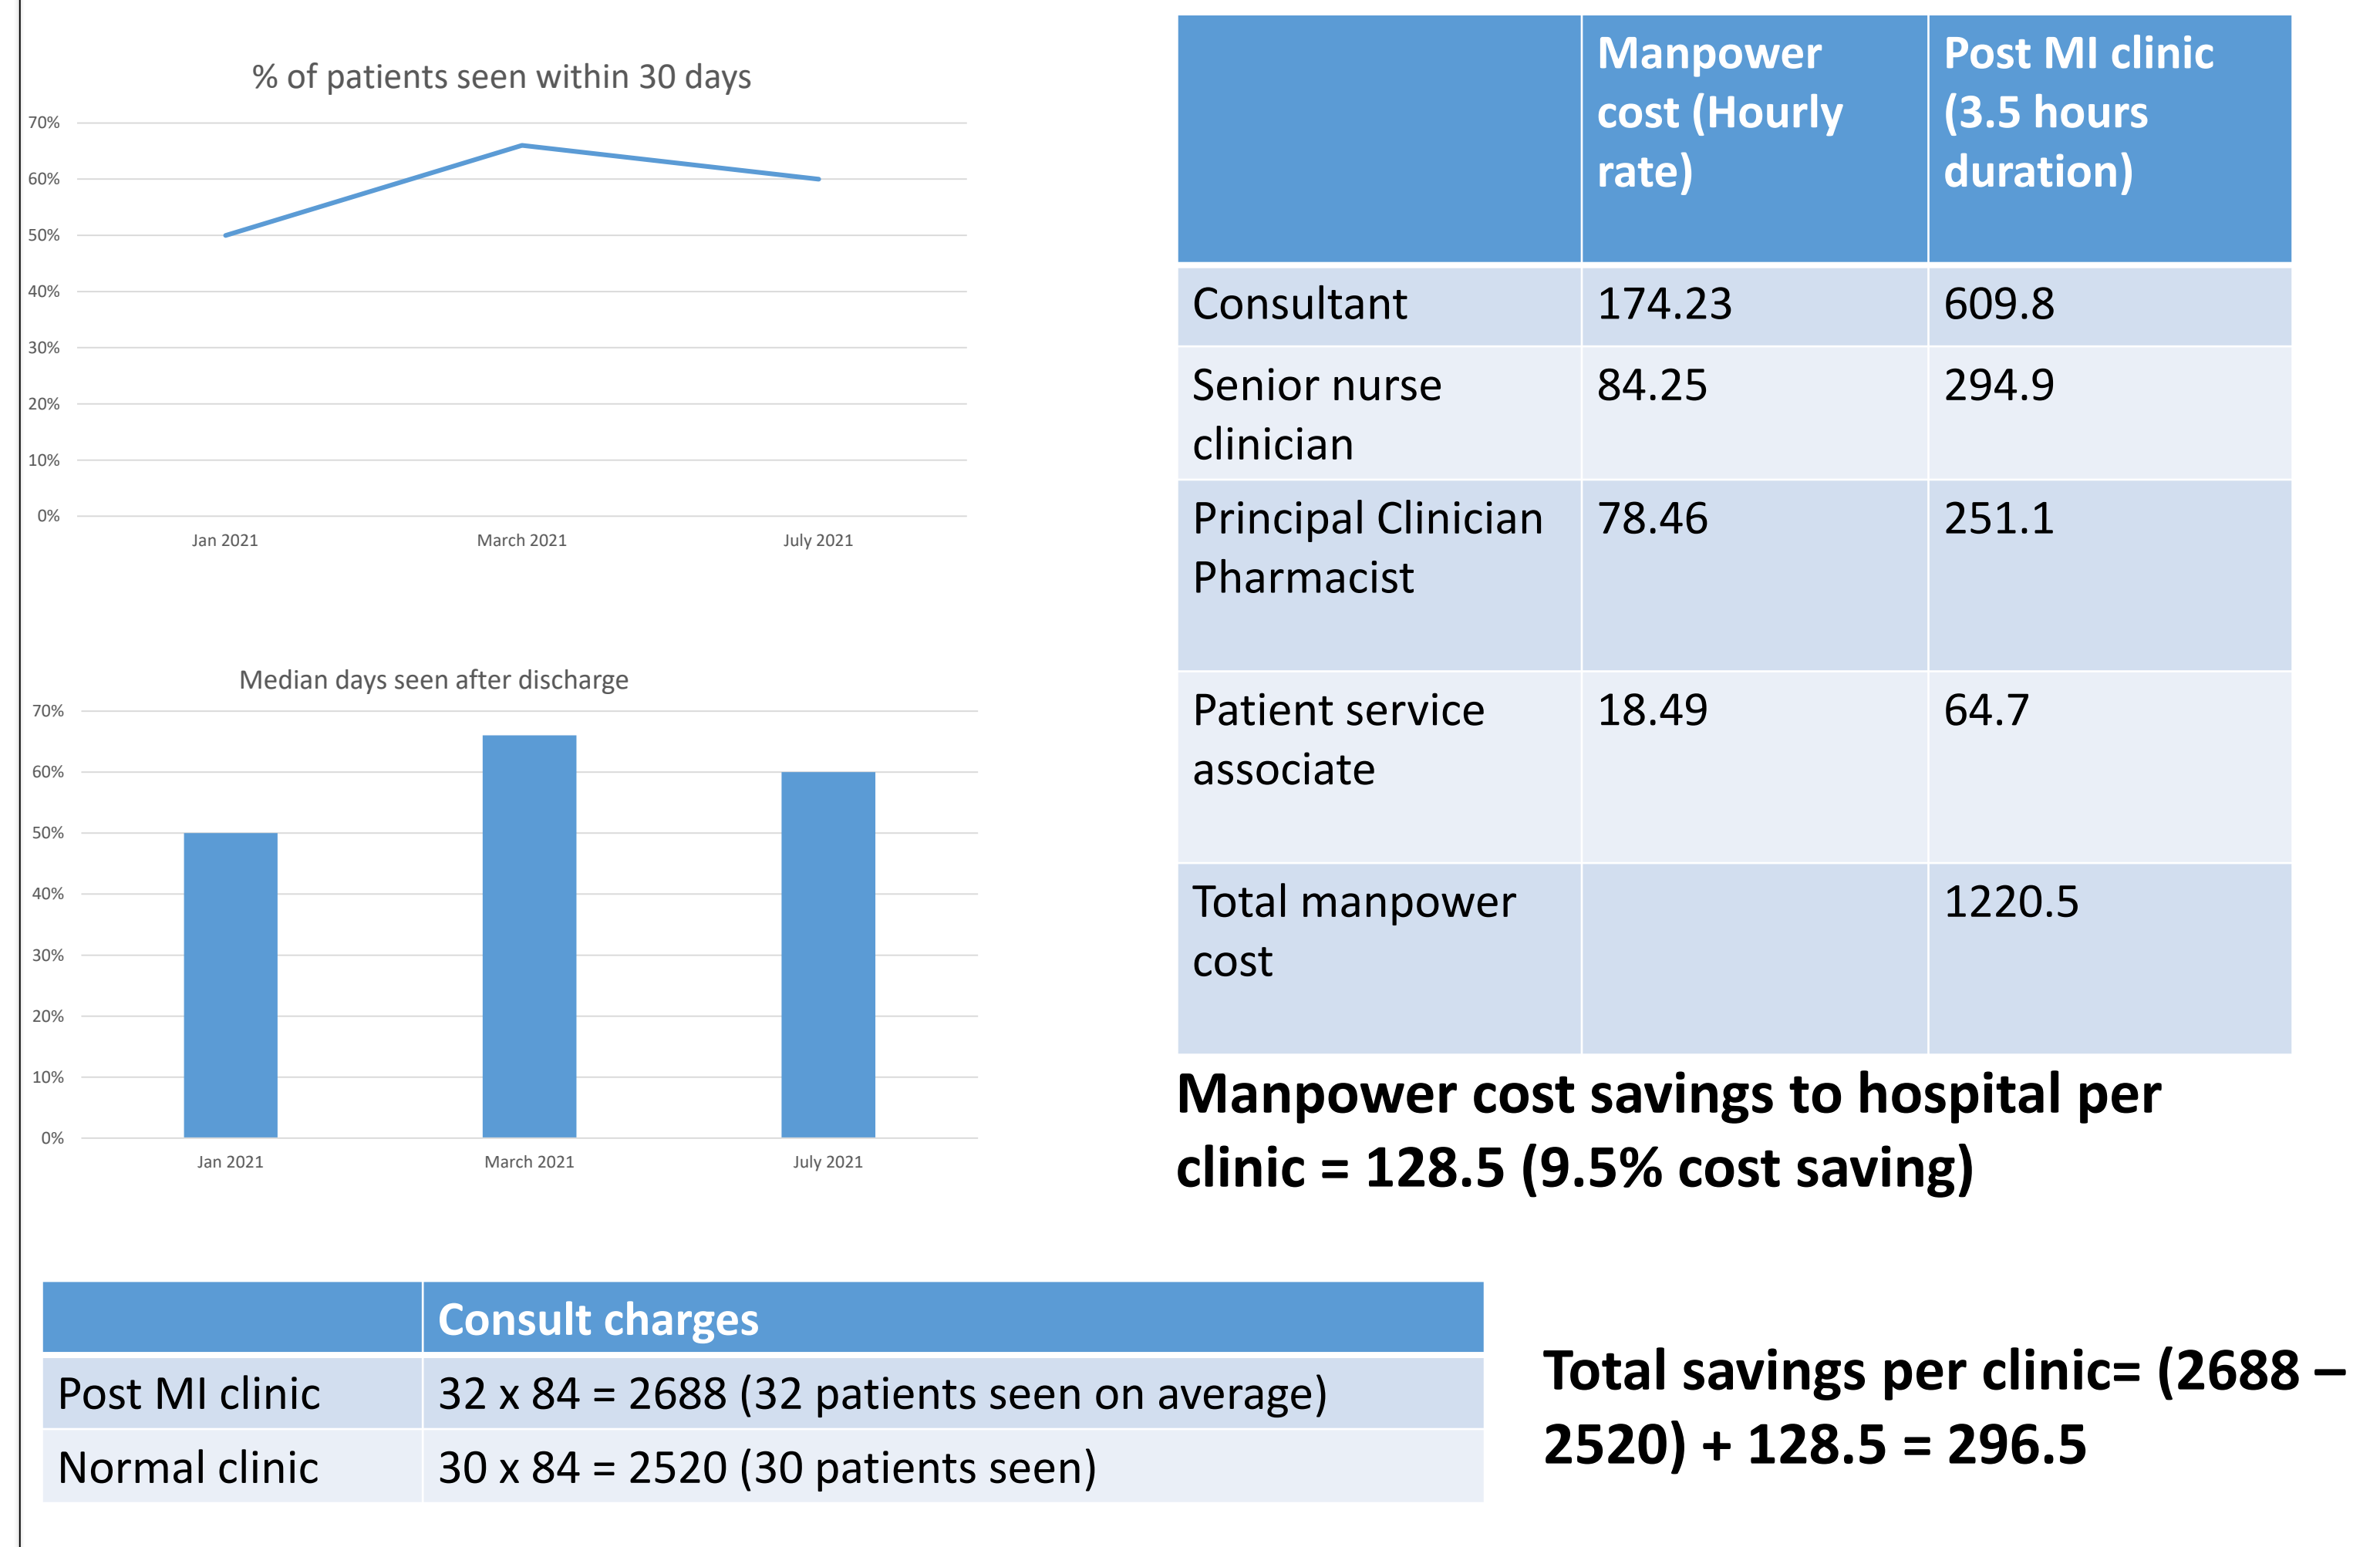 % of patients seen within 30 days
70%
60%
50%
40%
30%
20%
10%
0%
Jan 2021 March 2021 July 2021
Median days seen after discharge
70%
60%
50%
40%
30%
20%
10%
0%
Jan 2021 March 2021 July 2021
Manpower cost (Hourly rate) Post MI clinic (3.5 hours duration)
Consultant 174.23 609.8
Senior nurse clinician 84.25 294.9
Principal Clinician Pharmacist 78.46 251.1
Patient service associate 18.49 64.7
Total manpower cost 1220.5
Manpower cost savings to hospital per
clinic = 128.5 (9.5% cost saving)
Consult charges
Post MI clinic 32 x 84 = 2688 (32 patients seen on average)
Normal clinic 30 x 84 = 2520 (30 patients seen)
Total savings per clinic= (2688 –
2520) + 128.5 = 296.5